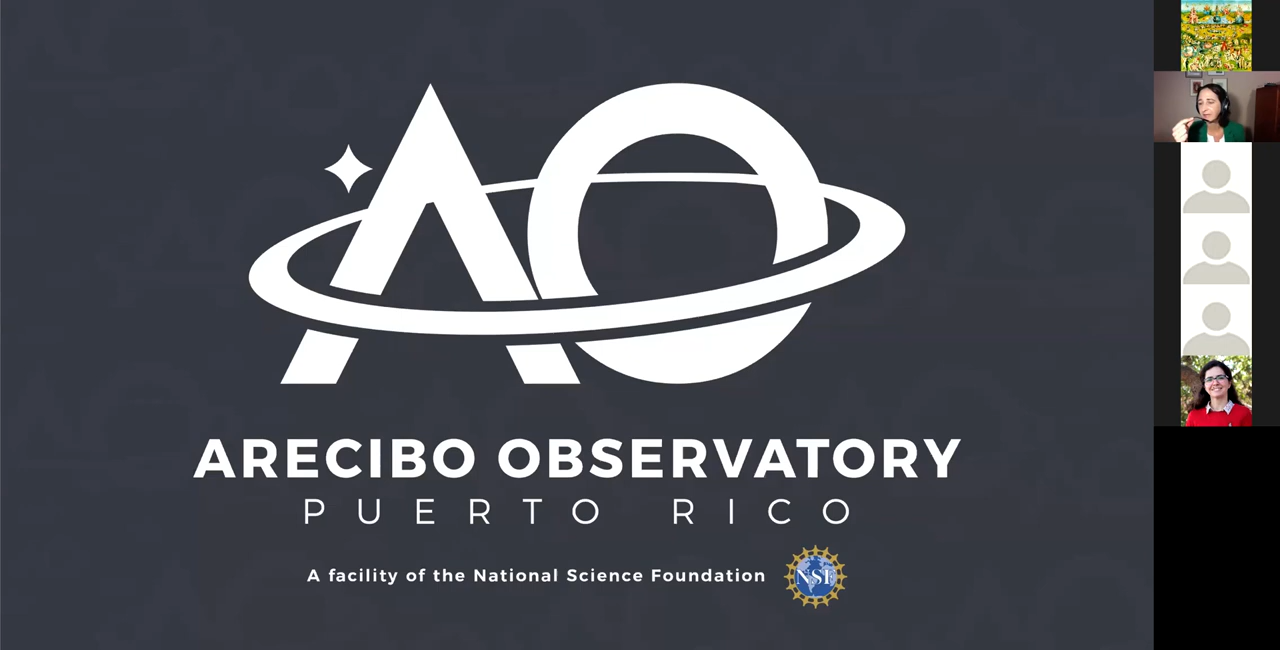 AO
ARECIBO OBSERVATORY
PUERTO RICO
A facility of the National Science Foundation
NSF